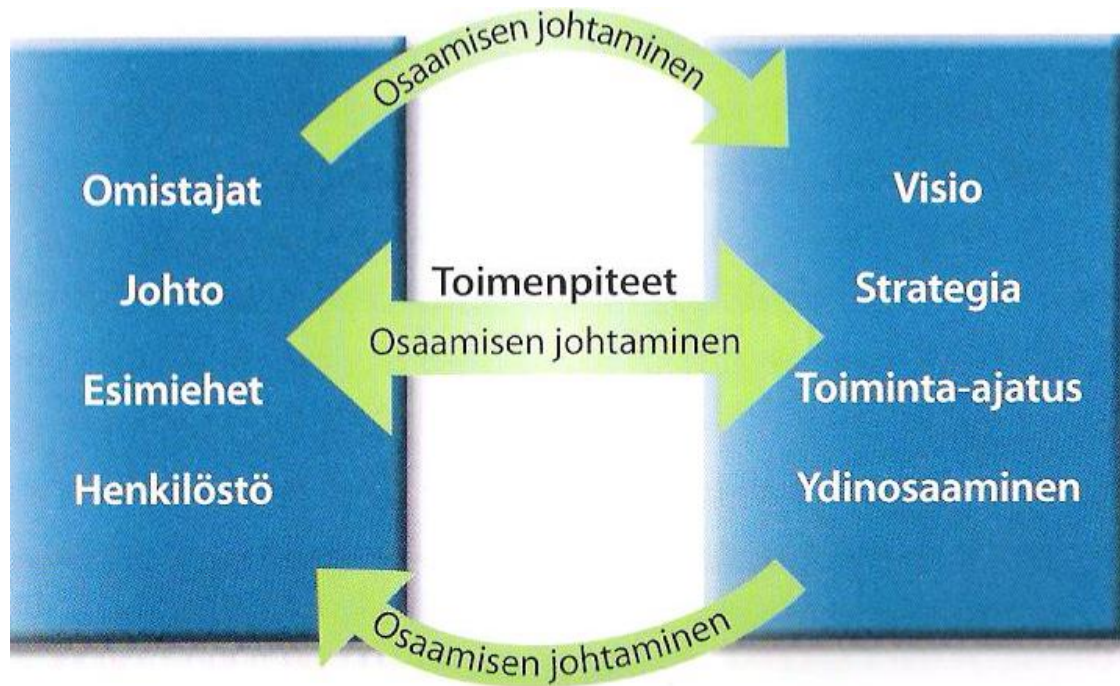 Osaamisen johtaminen
Omistajat
Johto
Esimiehet
Henkilöstö
Toimenpiteet
Osaamisen johtaminen
Visio
Strategia
Toiminta-ajatus
Ydinosaaminen
Osaamisen johtaminen